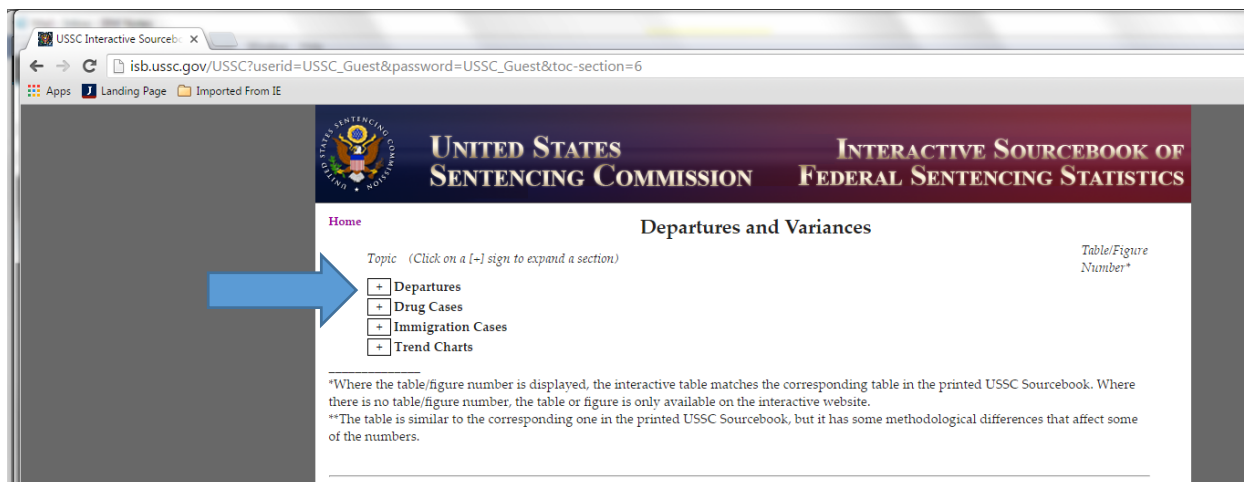 USSC Interactive Sourceb
isb.ussc.gov/USSC?userid=USSC_Guest&password=USSC_Guest&toc-section=6
Apps Landing Page Imported From IE
UNITED STATES SENTENCING COMMISSION
UNITED STATES
SENTENCING COMMISSION
INTERACTIVE SOURCEBOOK OF
FEDERAL SENTENCING STATISTICS
Home
Departures and Variances
Topic (Click on a [+] sign to expand a section)
Table/Figure
Number*
+ Departures
+ Drug Cases
+ Immigration Cases
+ Trend Charts
*Where the table/figure number is displayed, the interactive table matches the corresponding table in the printed USSC Sourcebook. Where
there is no table/figure number, the table or figure is only available on the interactive website.
**The table is similar to the corresponding one in the printed USSC Sourcebook, but it has some methodological differences that affect some
of the numbers.